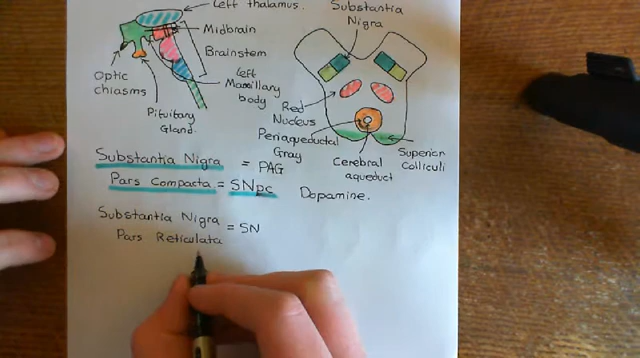 Left thalamus.
Midbrain
Brainstem
Optic
chiasms
Left
Mamillary
body
Pituitary
Gland.
Substantia
Nigra
Red
Nucleus
Periaqueductal
Gray
Cerebral
aqueduct
Superior
Colliculi
Substantia Nigra = PAG
Pars Compacta = SNpc
Dopamine.
Substantia Nigra = SN
Pars Reticulata